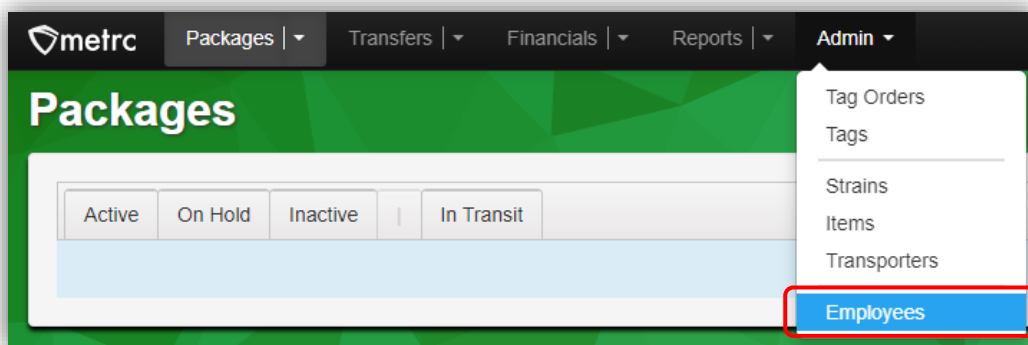 metrc Packages | Transfers | Financials | Reports | Admin
Packages
Tag Orders
Tags
Strains
Items
Transporters
Employees
Active On Hold Inactive | In Transit